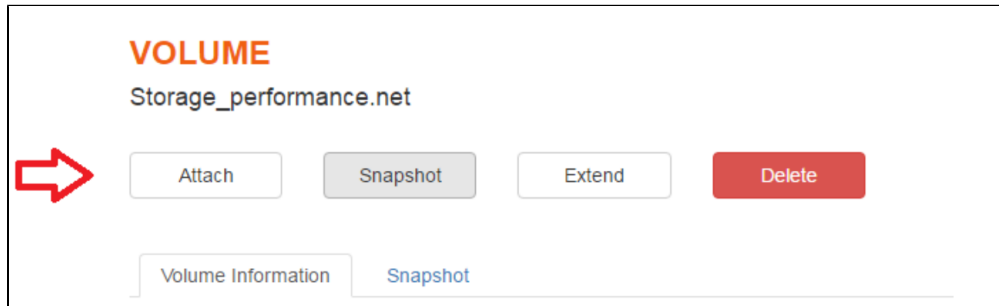 VOLUME
Storage_performance.net
Attach Snapshot Extend Delete
Volume Information Snapshot